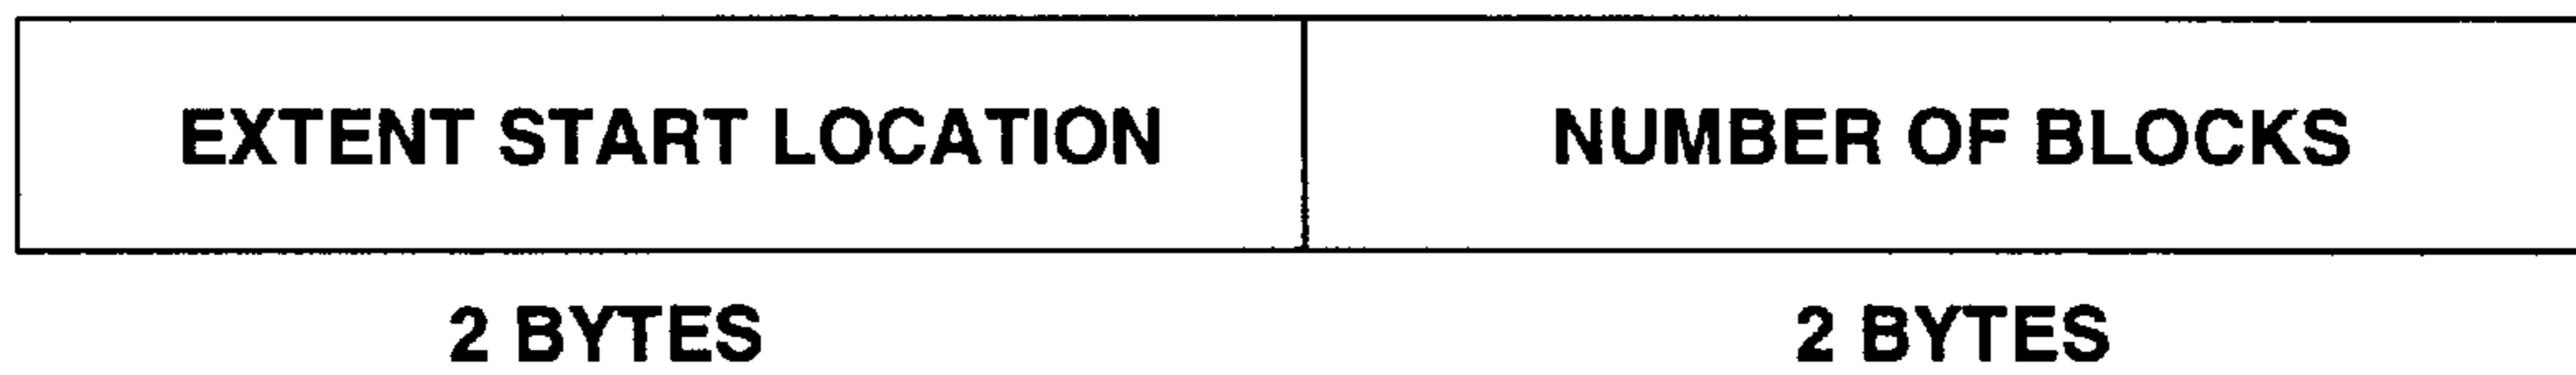 EXTENT START LOCATION NUMBER OF BLOCKS
2 BYTES 2 BYTES